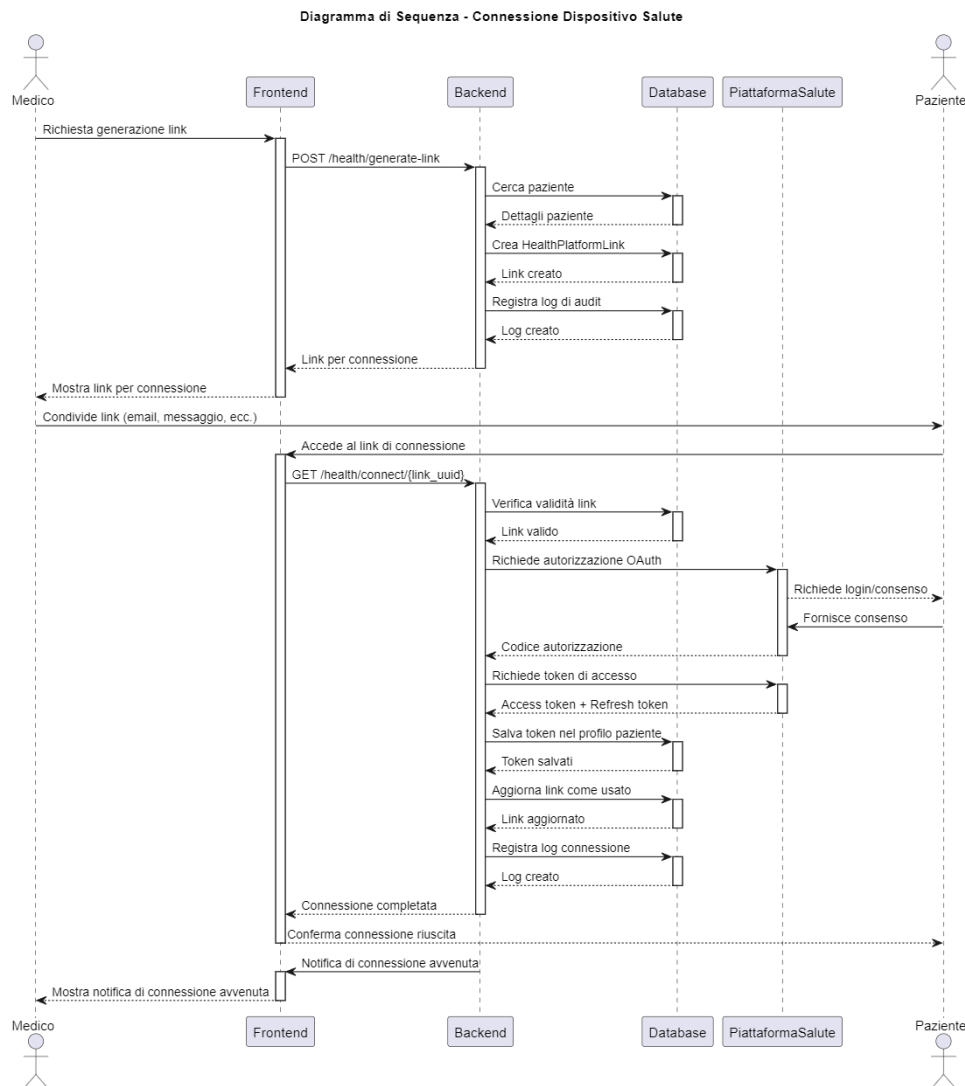 Diagramma di Sequenza - Connessione Dispositivo Salute
Medico
Frontend
Backend
Database
PiattaformaSalute
Paziente
Richiesta generazione link
POST /health/generate-link
Cerca paziente
Dettagli paziente
Crea HealthPlatformLink
Link creato
Registra log di audit
Log creato
Link per connessione
Mostra link per connessione
Condivide link (email, messaggio, ecc.)
Accede al link di connessione
GET /health/connect/{link_uuid}
Verifica validità link
Link valido
Richiede autorizzazione OAuth
Richiede login/consenso
Fornisce consenso
Codice autorizzazione
Richiede token di accesso
Access token + Refresh token
Salva token nel profilo paziente
Token salvati
Aggiorna link come usato
Link aggiornato
Registra log connessione
Log creato
Connessione completata
Conferma connessione riuscita
Notifica di connessione avvenuta
Mostra notifica di connessione avvenuta
Medico
Frontend
Backend
Database
PiattaformaSalute
Paziente